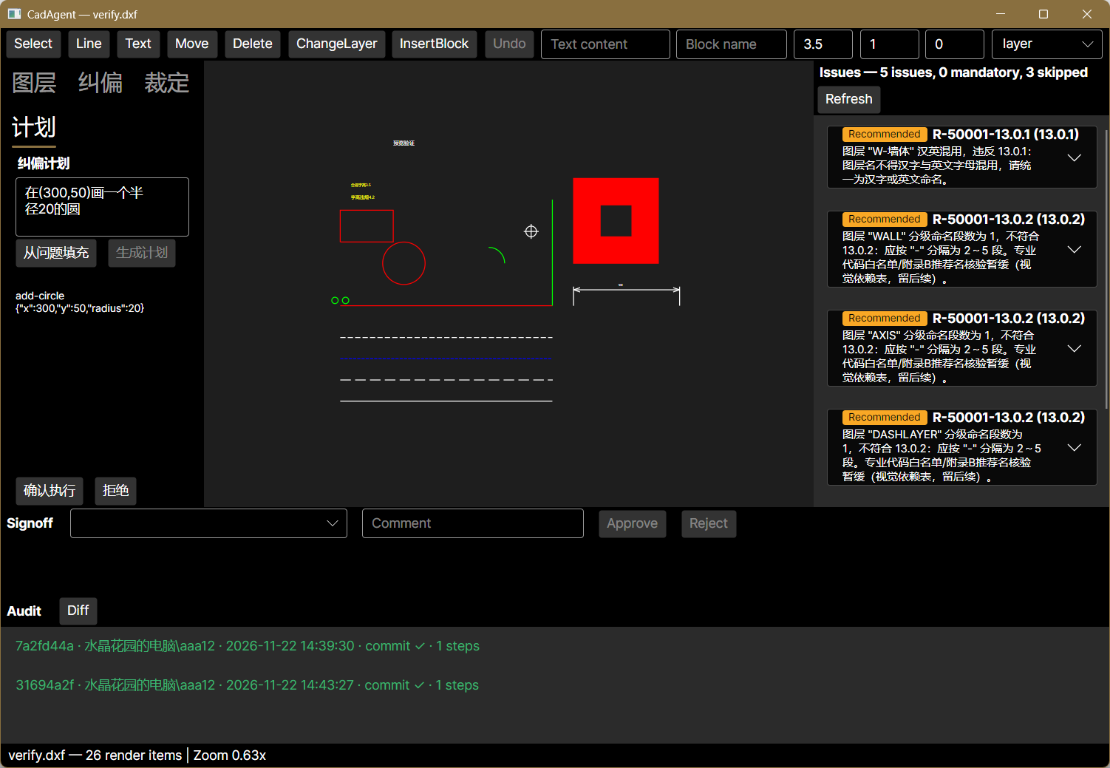 CadAgent — verify.dxf
Select Line Text Move Delete ChangeLayer InsertBlock Undo Text content Block name 3.5 1 0 layer
图层 纠偏 裁定
计划
纠偏计划
在(300,50)画一个半
径20的圆
从问题填充 生成计划
add-circle
{"x":300,"y":50,"radius":20}
确认执行 拒绝
Issues — 5 issues, 0 mandatory, 3 skipped
Refresh
Recommended R-50001-13.0.1 (13.0.1)
图层 "W-墙体" 汉英混用，违反 13.0.1：
图层名不得汉字与英文字母混用，请统
一为汉字或英文命名。
Recommended R-50001-13.0.2 (13.0.2)
图层 "WALL" 分级命名段数为 1，不符合
13.0.2：应按 "-" 分隔为 2～5 段。专业
代码白名单/附录B推荐名核验暂缓（视
觉依赖表，留后续）。
Recommended R-50001-13.0.2 (13.0.2)
图层 "AXIS" 分级命名段数为 1，不符合
13.0.2：应按 "-" 分隔为 2～5 段。专业
代码白名单/附录B推荐名核验暂缓（视
觉依赖表，留后续）。
Recommended R-50001-13.0.2 (13.0.2)
图层 "DASHLAYER" 分级命名段数为
1，不符合 13.0.2：应按 "-" 分隔为 2～5
段。专业代码白名单/附录B推荐名核验
暂缓（视觉依赖表，留后续）。
Signoff Comment Approve Reject
Audit Diff
7a2fd44a · 水晶花园的电脑\aaa12 · 2026-11-22 14:39:30 · commit ✓ · 1 steps
31694a2f · 水晶花园的电脑\aaa12 · 2026-11-22 14:43:27 · commit ✓ · 1 steps
verify.dxf — 26 render items | Zoom 0.63x